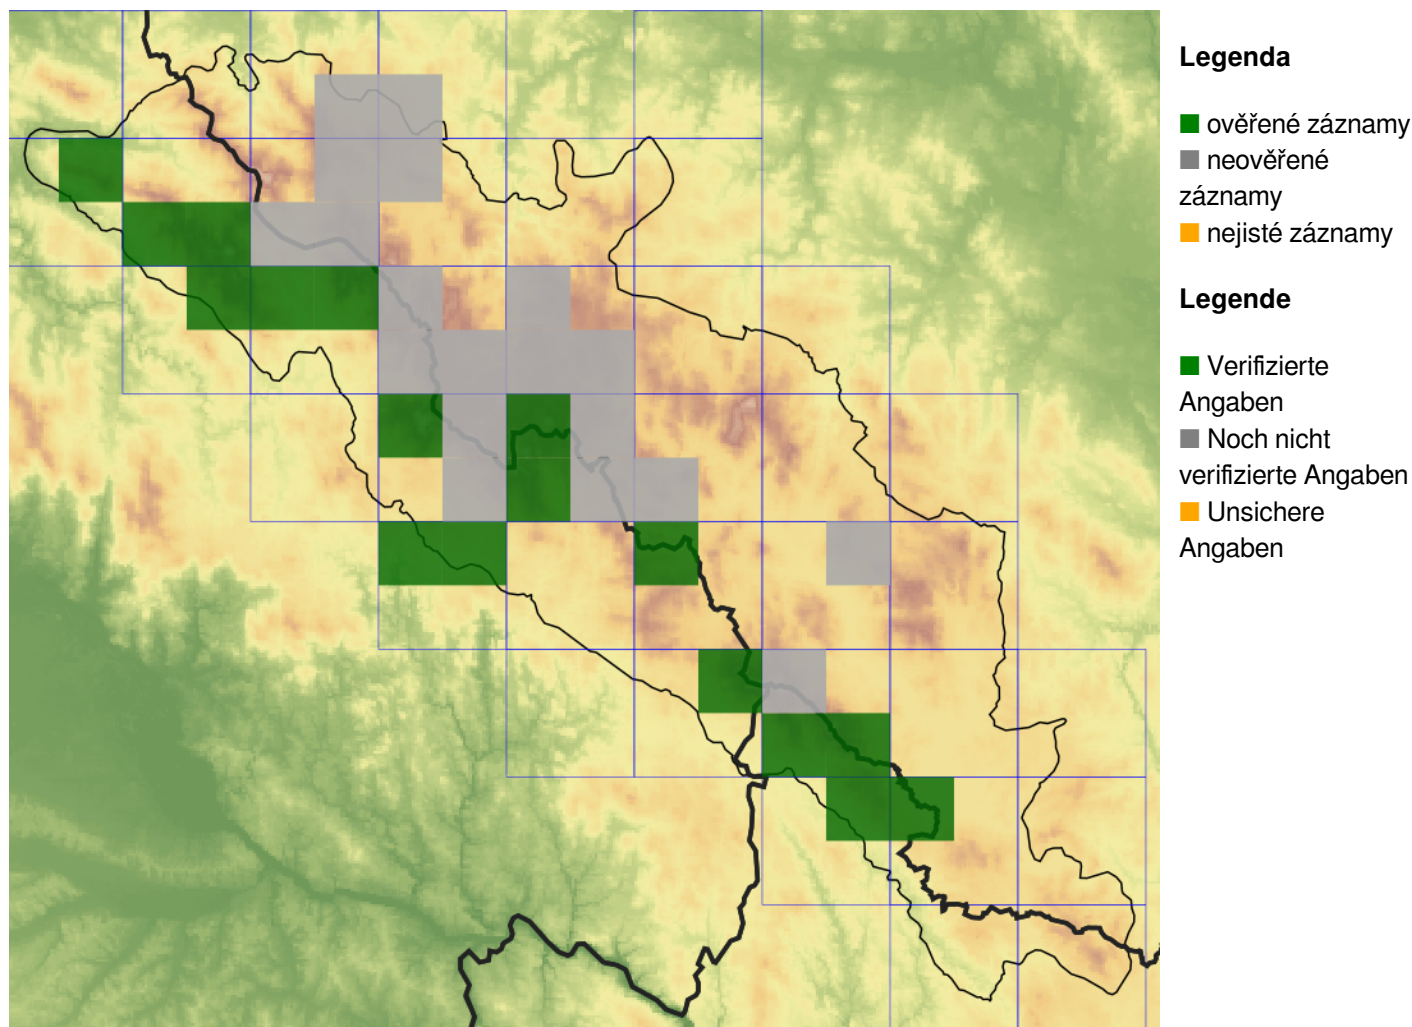 Legenda
ověřené záznamy
neověřené
záznamy
nejisté záznamy
Legende
Verifizierte
Angaben
Noch nicht
verifizierte Angaben
Unsichere
Angaben